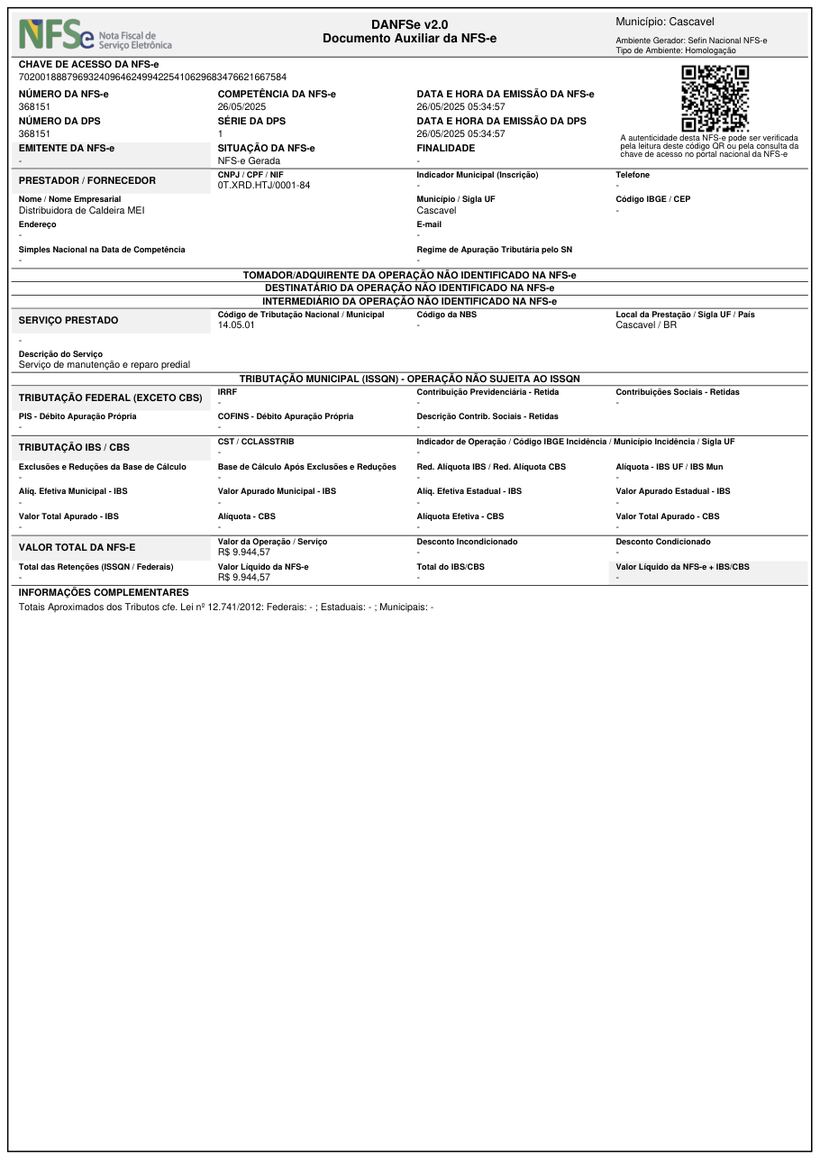 NFSe Nota Fiscal de
Serviço Eletrônica
DANFSe v2.0
Documento Auxiliar da NFS-e
Município: Cascavel
Ambiente Gerador: Sefin Nacional NFS-e
Tipo de Ambiente: Homologação
CHAVE DE ACESSO DA NFS-e
70200188879693240964624994225410629683476621667584
NÚMERO DA NFS-e COMPETÊNCIA DA NFS-e DATA E HORA DA EMISSÃO DA NFS-e
368151 26/05/2025 26/05/2025 05:34:57
NÚMERO DA DPS SÉRIE DA DPS DATA E HORA DA EMISSÃO DA DPS
368151 1 26/05/2025 05:34:57
A autenticidade desta NFS-e pode ser verificada
pela leitura deste código QR ou pela consulta da
chave de acesso no portal nacional da NFS-e
EMITENTE DA NFS-e SITUAÇÃO DA NFS-e FINALIDADE
- NFS-e Gerada -
PRESTADOR / FORNECEDOR CNPJ / CPF / NIF Indicador Municipal (Inscrição) Telefone
0T.XRD.HTJ/0001-84 - -
Nome / Nome Empresarial Município / Sigla UF Código IBGE / CEP
Distribuidora de Caldeira MEI Cascavel -
Endereço E-mail
- -
Simples Nacional na Data de Competência Regime de Apuração Tributária pelo SN
- -
TOMADOR/ADQUIRENTE DA OPERAÇÃO NÃO IDENTIFICADO NA NFS-e
DESTINATÁRIO DA OPERAÇÃO NÃO IDENTIFICADO NA NFS-e
INTERMEDIÁRIO DA OPERAÇÃO NÃO IDENTIFICADO NA NFS-e
SERVIÇO PRESTADO Código de Tributação Nacional / Municipal Código da NBS Local da Prestação / Sigla UF / País
14.05.01 - Cascavel / BR
-
Descrição do Serviço
Serviço de manutenção e reparo predial
TRIBUTAÇÃO MUNICIPAL (ISSQN) - OPERAÇÃO NÃO SUJEITA AO ISSQN
TRIBUTAÇÃO FEDERAL (EXCETO CBS) IRRF Contribuição Previdenciária - Retida Contribuições Sociais - Retidas
- - -
PIS - Débito Apuração Própria COFINS - Débito Apuração Própria Descrição Contrib. Sociais - Retidas
- - -
TRIBUTAÇÃO IBS / CBS CST / CCLASSTRIB Indicador de Operação / Código IBGE Incidência / Município Incidência / Sigla UF
- -
Exclusões e Reduções da Base de Cálculo Base de Cálculo Após Exclusões e Reduções Red. Alíquota IBS / Red. Alíquota CBS Alíquota - IBS UF / IBS Mun
- - - -
Alíq. Efetiva Municipal - IBS Valor Apurado Municipal - IBS Alíq. Efetiva Estadual - IBS Valor Apurado Estadual - IBS
- - - -
Valor Total Apurado - IBS Alíquota - CBS Alíquota Efetiva - CBS Valor Total Apurado - CBS
- - - -
VALOR TOTAL DA NFS-E Valor da Operação / Serviço Desconto Incondicionado Desconto Condicionado
R$ 9.944,57 - -
Total das Retenções (ISSQN / Federais) Valor Líquido da NFS-e Total do IBS/CBS Valor Líquido da NFS-e + IBS/CBS
- R$ 9.944,57 - -
INFORMAÇÕES COMPLEMENTARES
Totais Aproximados dos Tributos cfe. Lei nº 12.741/2012: Federais: - ; Estaduais: - ; Municipais: -